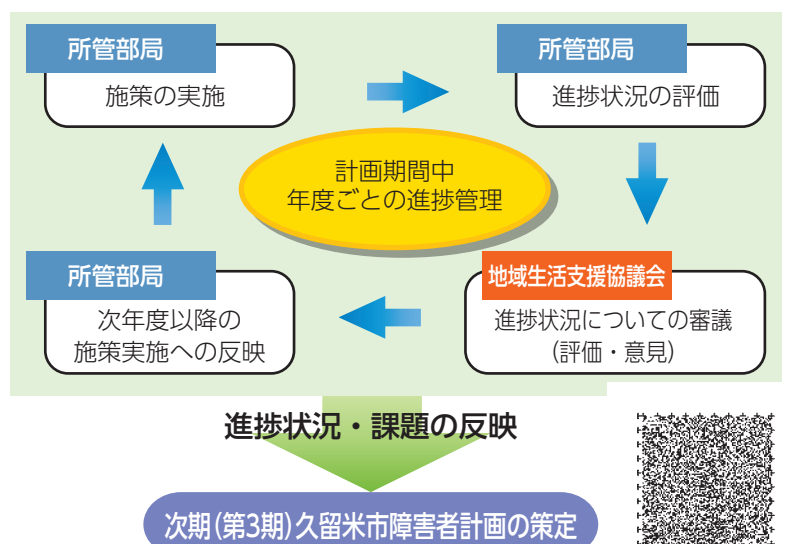 所管部局
施策の実施
所管部局
進捗状況の評価
計画期間中
年度ごとの進捗管理
所管部局
次年度以降の
施策実施への反映
地域生活支援協議会
進捗状況についての審議
(評価・意見)
進捗状況・課題の反映
次期(第3期)久留米市障害者計画の策定